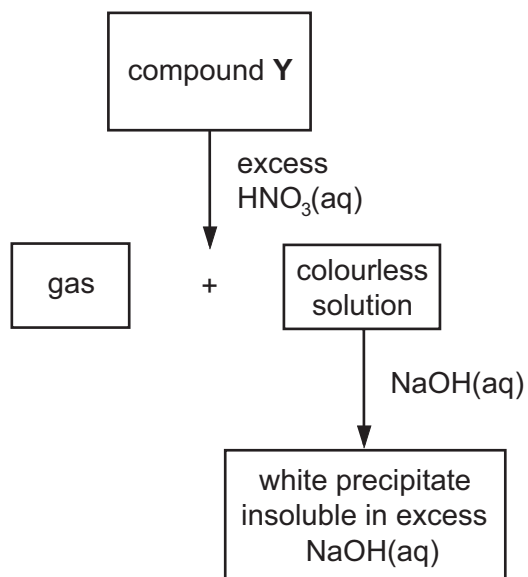 compound Y
excess
HNO₃(aq)
gas
+
colourless
solution
NaOH(aq)
white precipitate
insoluble in excess
NaOH(aq)